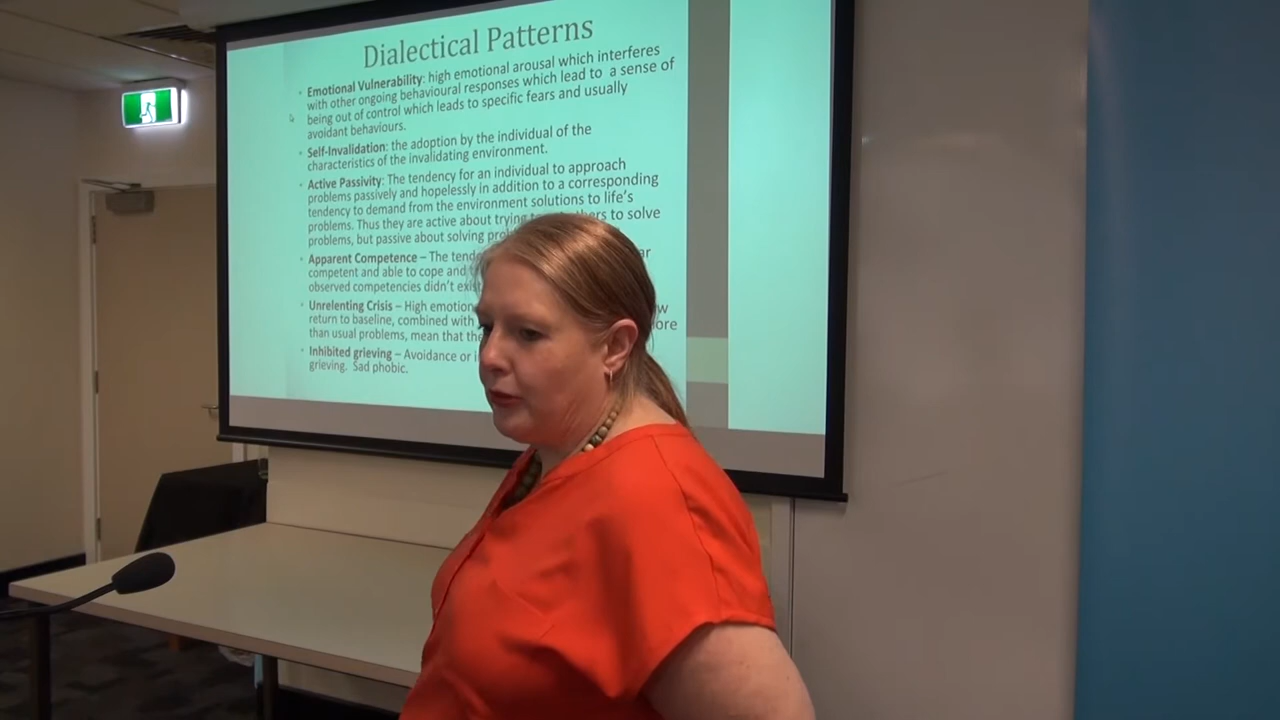 Dialectical Patterns
• Emotional Vulnerability: high emotional arousal which interferes
with other ongoing behavioural responses which lead to a sense of
being out of control which leads to specific fears and usually
avoidant behaviours.
• Self-Invalidation: the adoption by the individual of the
characteristics of the invalidating environment.
• Active Passivity: The tendency for an individual to approach
problems passively and hopelessly in addition to a corresponding
tendency to demand from the environment solutions to life's
problems. Thus they are active about trying to solve
problems, but passive about solving
• Apparent Competence – The
competent and able to cope and
observed competencies didn't
• Unrelenting Crisis – High
return to baseline, combined with
than usual problems, mean that
• Inhibited grieving – Avoidance or
grieving. Sad phobic.